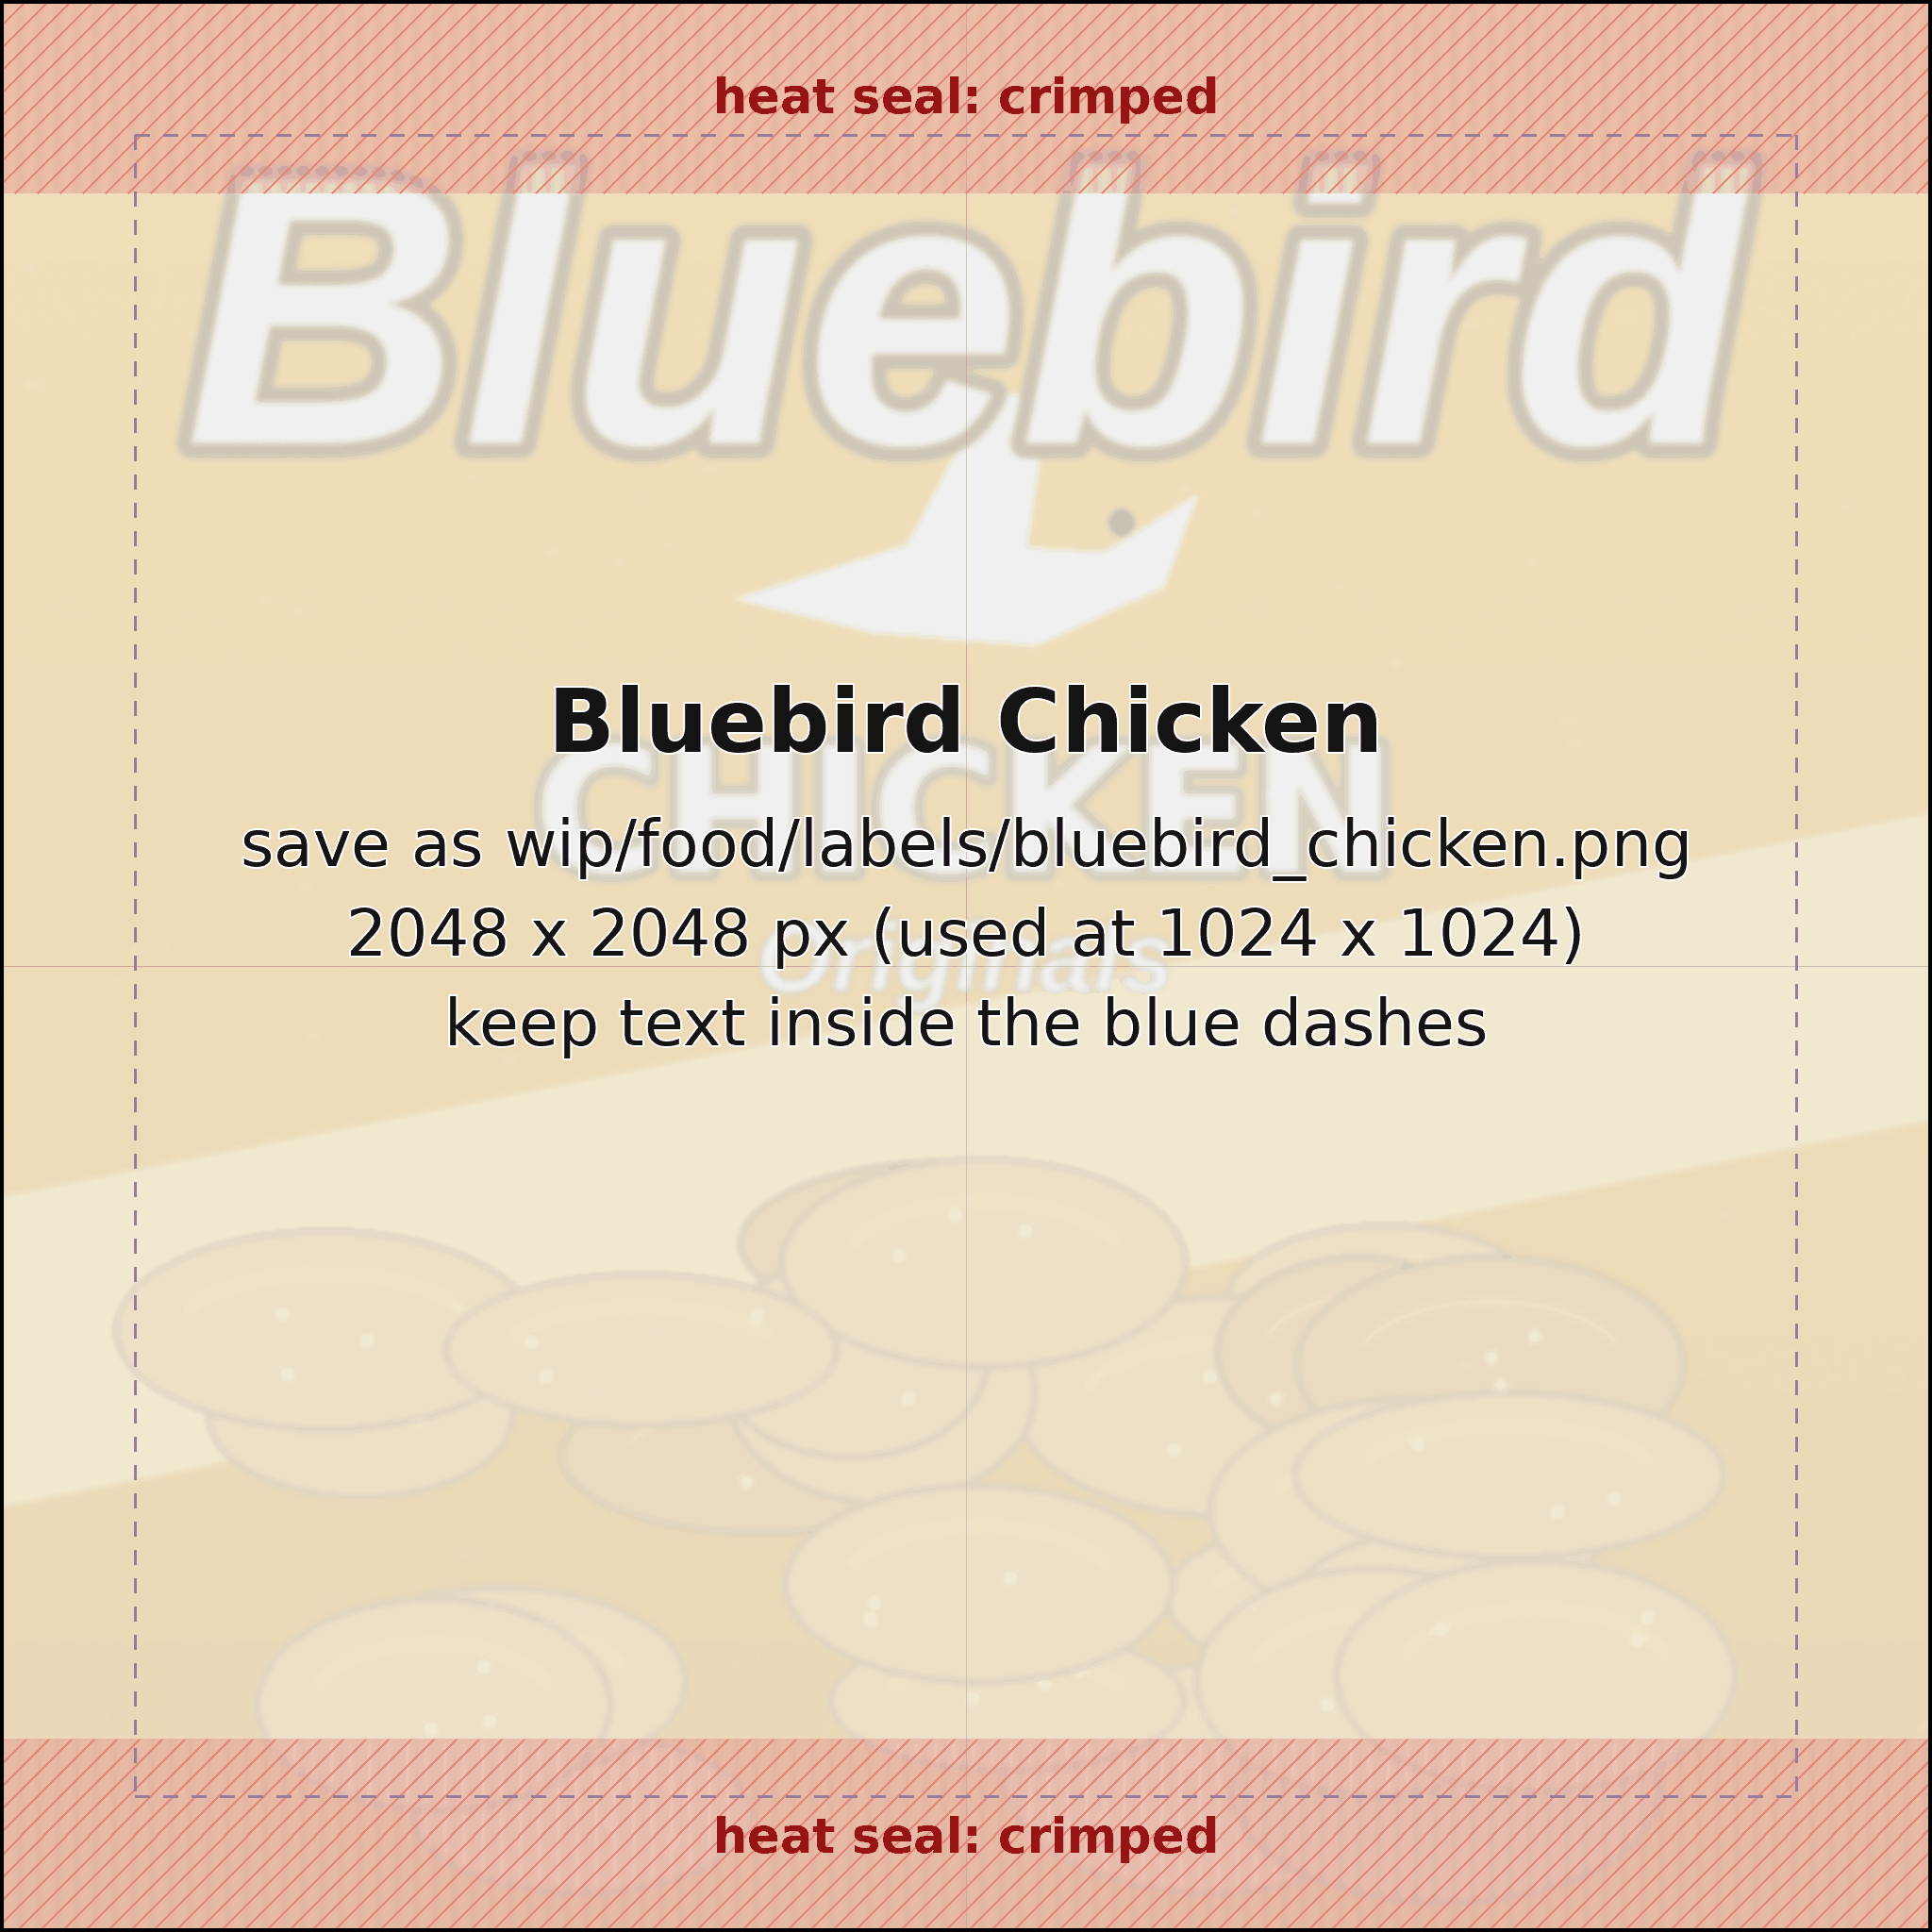 heat seal: crimped
Bluebird
Bluebird Chicken
CHICKEN
save as wip/food/labels/bluebird_chicken.png
2048 x 2048 px (used at 1024 x 1024)
Originals
keep text inside the blue dashes
heat seal: crimped